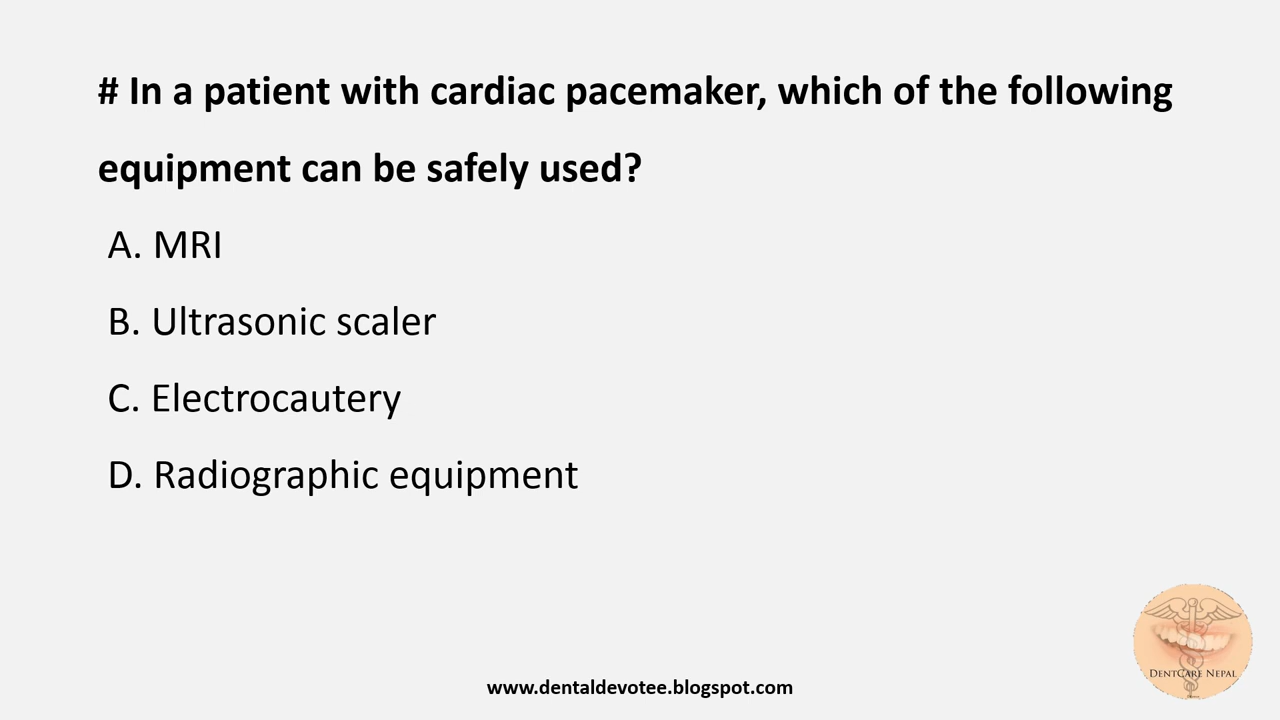 # In a patient with cardiac pacemaker, which of the following
equipment can be safely used?
A. MRI
B. Ultrasonic scaler
C. Electrocautery
D. Radiographic equipment
DENTCARE NEPAL
www.dentaldevotee.blogspot.com